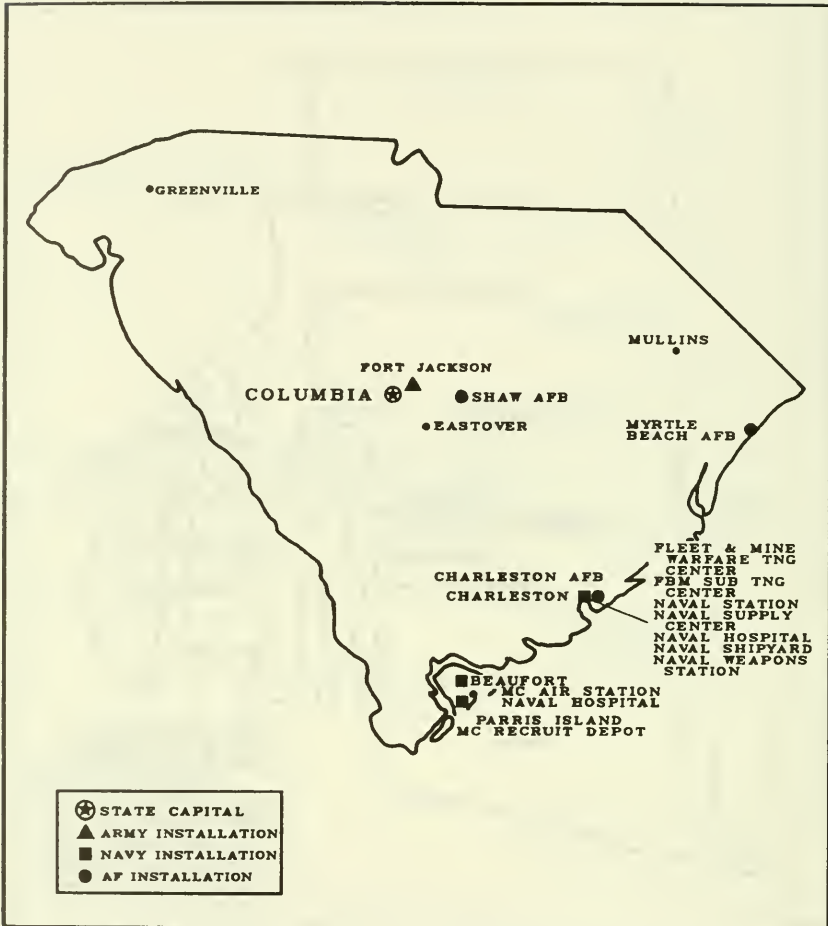 GREENVILLE
MULLINS
FORT JACKSON
COLUMBIA
SHAW AFB
EASTOVER
MYRTLE
BEACH AFB
FLEET & MINE
WARFARE TNG
CENTER
FBM SUB TNG
CENTER
NAVAL STATION
NAVAL SUPPLY
CENTER
NAVAL HOSPITAL
NAVAL SHIPYARD
NAVAL WEAPONS
STATION
CHARLESTON AFB
CHARLESTON
BEAUFORT
MC AIR STATION
NAVAL HOSPITAL
PARRIS ISLAND
MC RECRUIT DEPOT
STATE CAPITAL
ARMY INSTALLATION
NAVY INSTALLATION
AF INSTALLATION